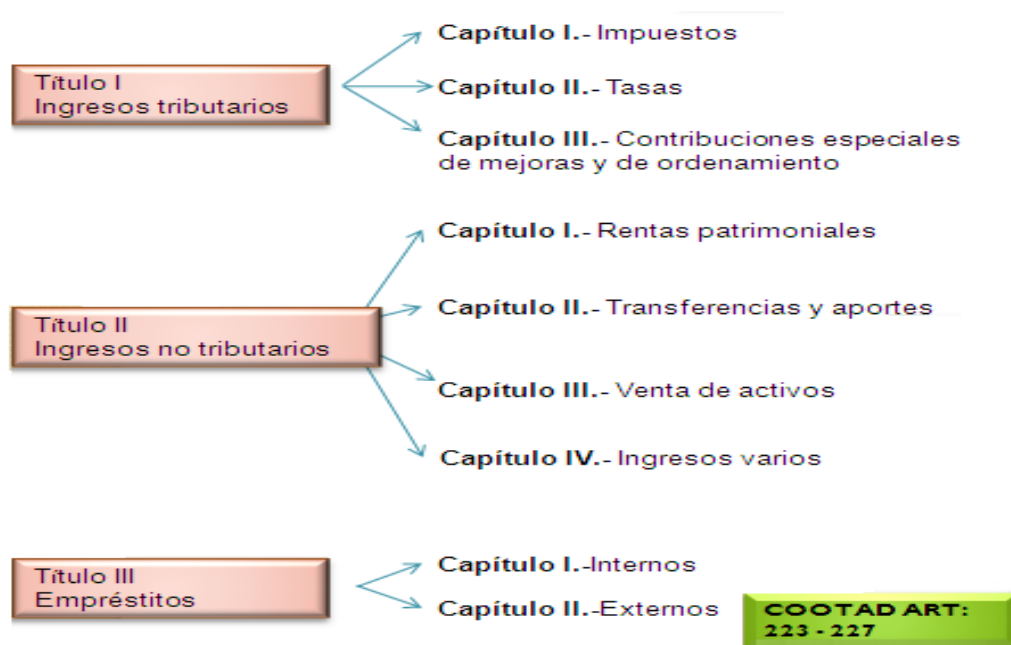 Título I
Ingresos tributarios
Capítulo I.- Impuestos
Capítulo II.- Tasas
Capítulo III.- Contribuciones especiales
de mejoras y de ordenamiento
Título II
Ingresos no tributarios
Capítulo I.- Rentas patrimoniales
Capítulo II.- Transferencias y aportes
Capítulo III.- Venta de activos
Capítulo IV.- Ingresos varios
Título III
Empréstitos
Capítulo I.-Internos
Capítulo II.-Externos
COOTAD ART:
223 - 227